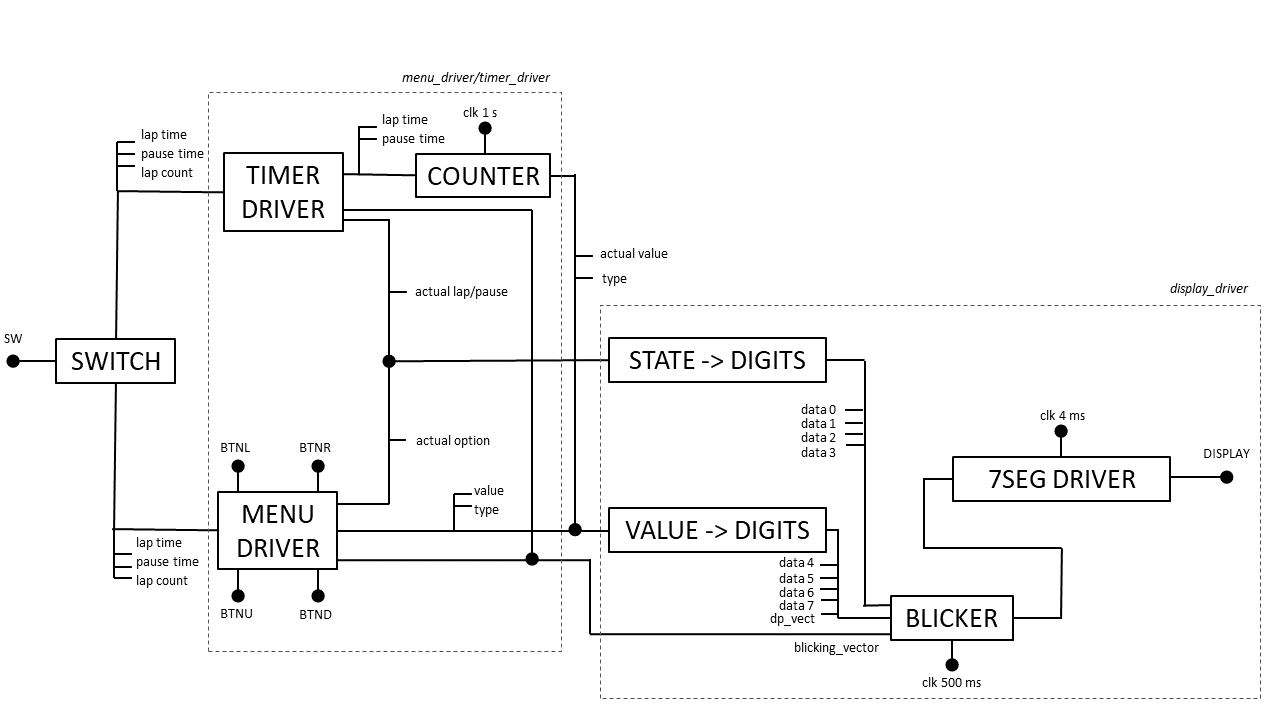 menu_driver/timer_driver
lap time
pause time
lap count
TIMER
DRIVER
lap time
pause time
clk 1 s
COUNTER
actual value
type
actual lap/pause
display_driver
SW
SWITCH
STATE -> DIGITS
data 0
data 1
data 2
data 3
clk 4 ms
7SEG DRIVER
DISPLAY
actual option
BTNL
BTNR
MENU
DRIVER
value
type
VALUE -> DIGITS
lap time
pause time
lap count
BTNU
BTND
data 4
data 5
data 6
data 7
dp_vect
BLICKER
blicking_vector
clk 500 ms